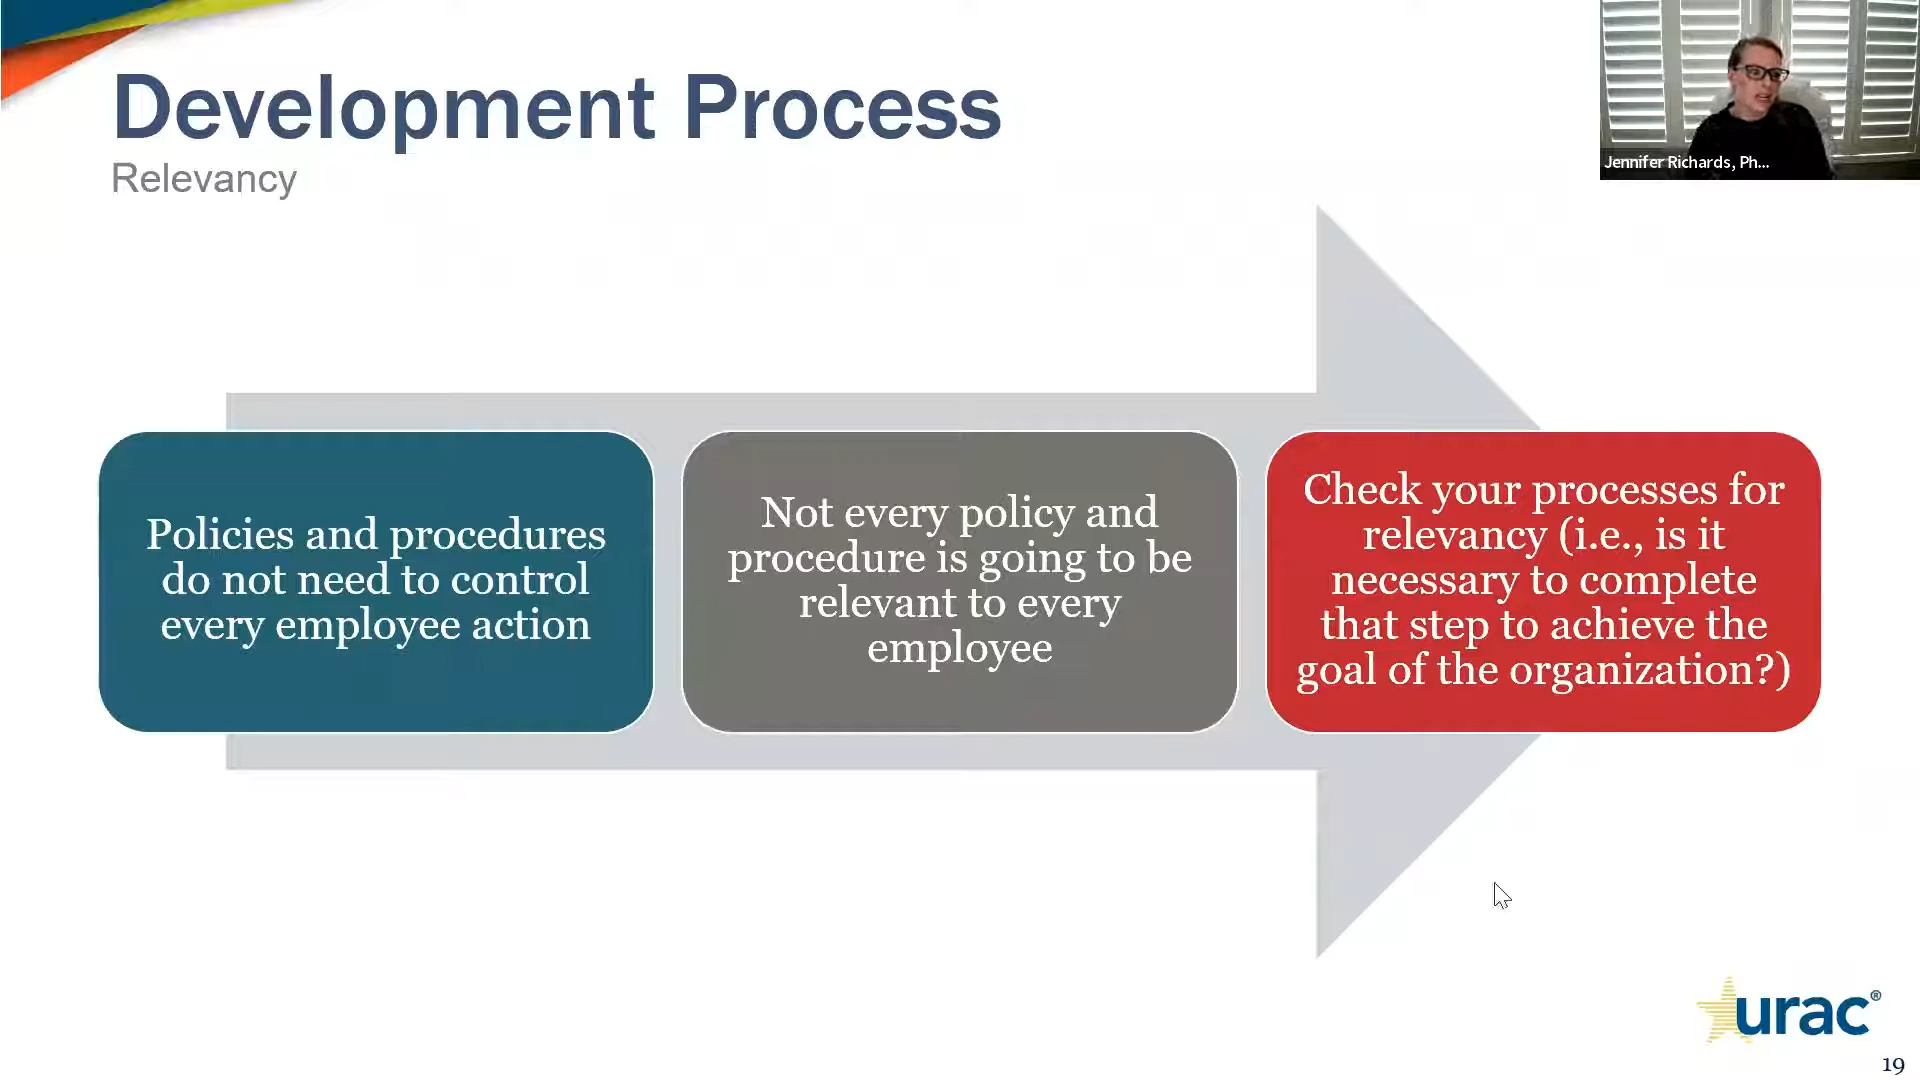 Development Process
Relevancy
Jennifer Richards, Ph...
Policies and procedures
do not need to control
every employee action
Not every policy and
procedure is going to be
relevant to every
employee
Check your processes for
relevancy (i.e., is it
necessary to complete
that step to achieve the
goal of the organization?)
urac®
19